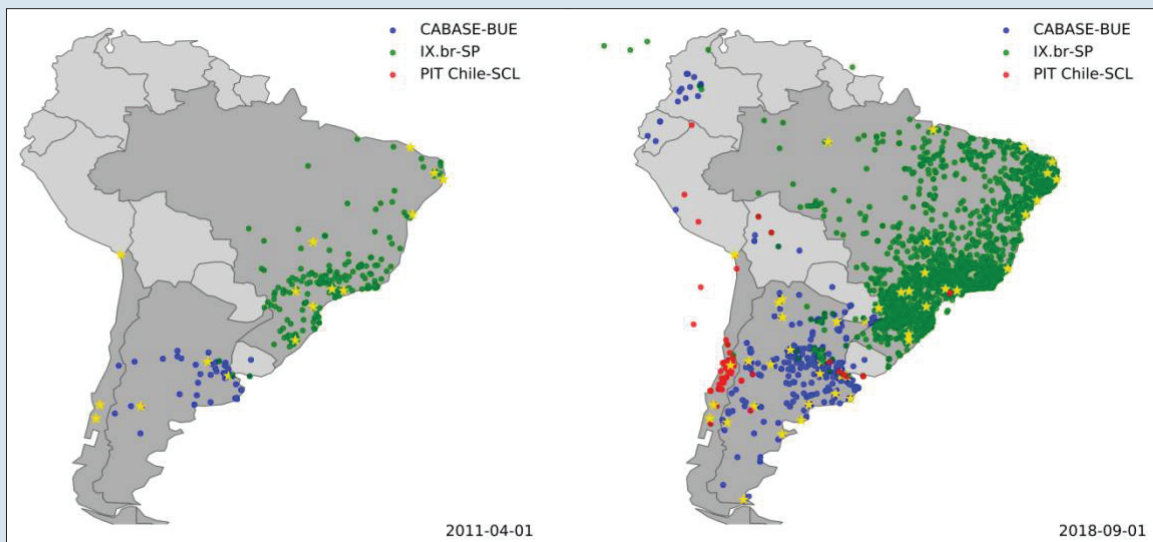 CABASE-BUE
IX.br-SP
PIT Chile-SCL
2011-04-01
CABASE-BUE
IX.br-SP
PIT Chile-SCL
2018-09-01